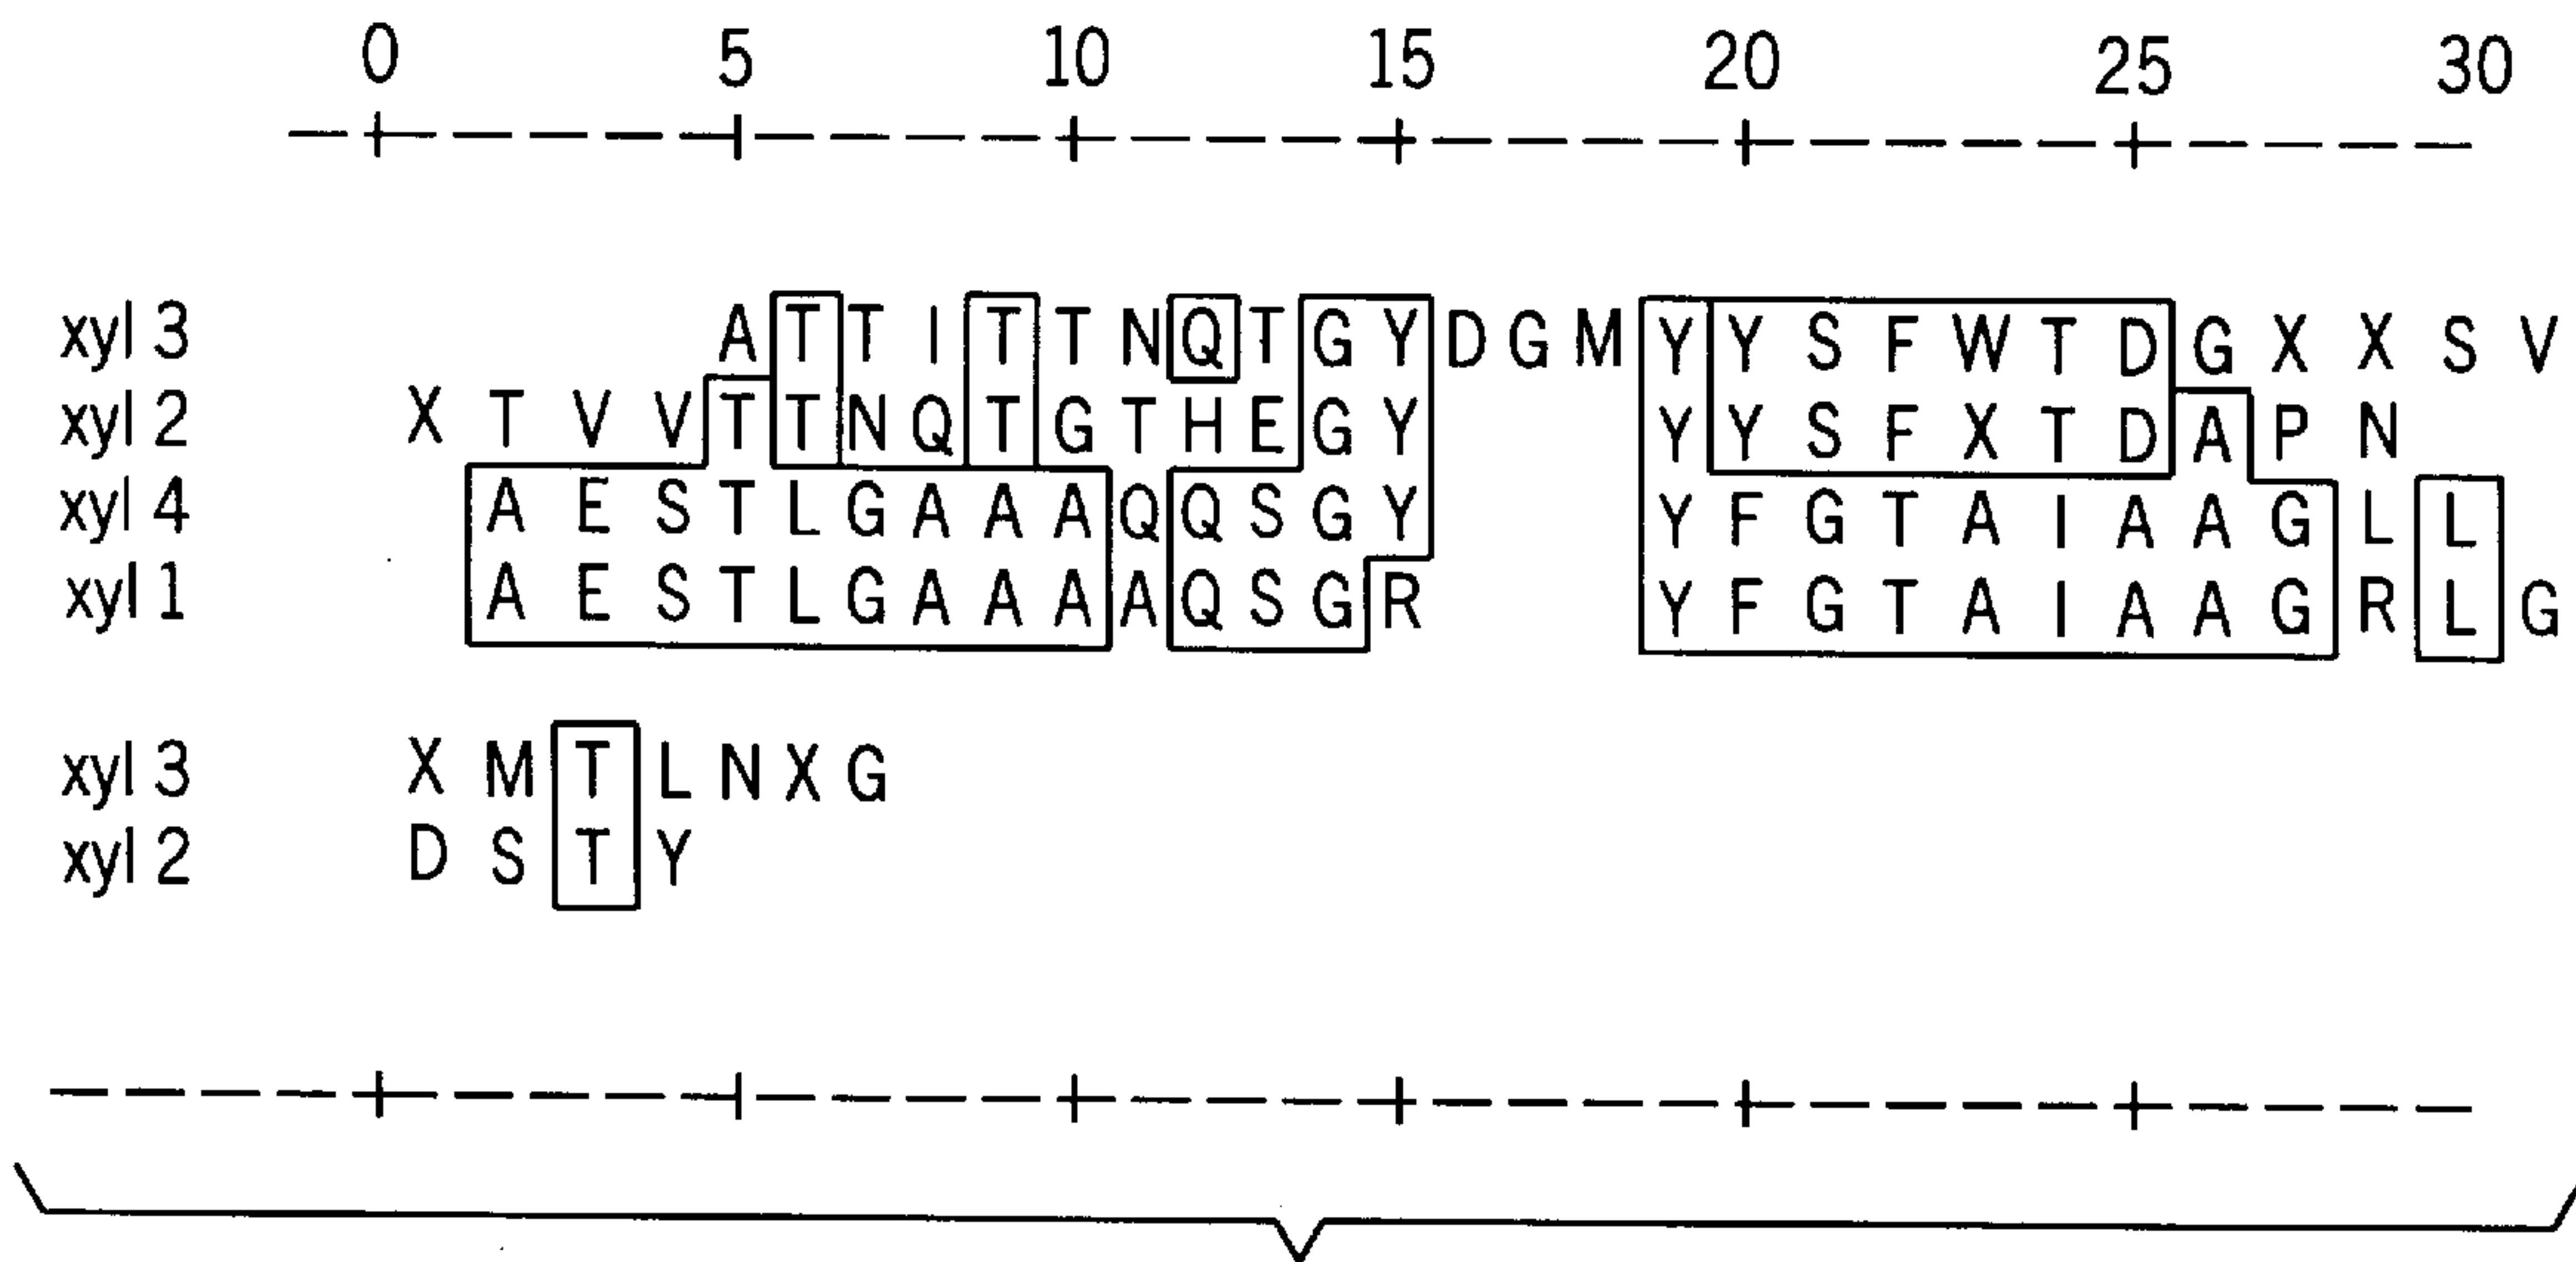 0 5 10 15 20 25 30
xyl 3 A T T I T T N Q T G Y D G M Y Y S F W T D G X X S V
xyl 2 X T V V T T N Q T G T H E G Y Y Y S F X T D A P N
xyl 4 A E S T L G A A A Q Q S G Y Y F G T A I A A G L L
xyl 1 A E S T L G A A A A Q S G R Y F G T A I A A G R L G
xyl 3 X M T L N X G
xyl 2 D S T Y